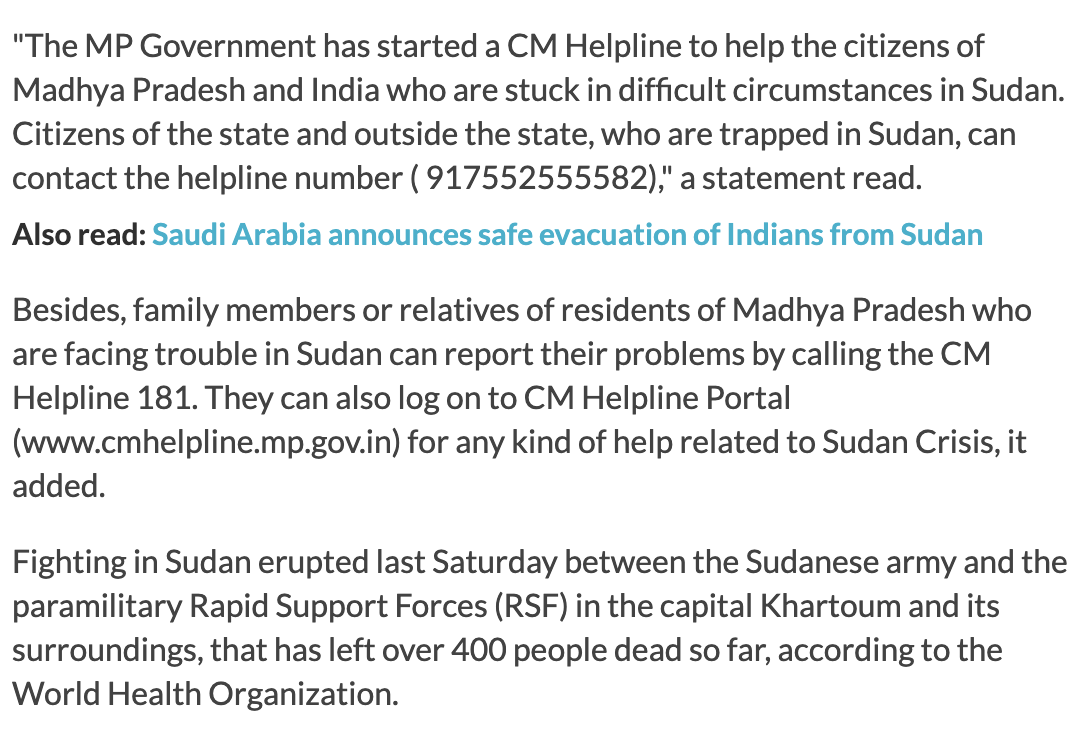 "The MP Government has started a CM Helpline to help the citizens of
Madhya Pradesh and India who are stuck in difficult circumstances in Sudan.
Citizens of the state and outside the state, who are trapped in Sudan, can
contact the helpline number ( 917552555582)," a statement read.
Also read: Saudi Arabia announces safe evacuation of Indians from Sudan
Besides, family members or relatives of residents of Madhya Pradesh who
are facing trouble in Sudan can report their problems by calling the CM
Helpline 181. They can also log on to CM Helpline Portal
(www.cmhelpline.mp.gov.in) for any kind of help related to Sudan Crisis, it
added.
Fighting in Sudan erupted last Saturday between the Sudanese army and the
paramilitary Rapid Support Forces (RSF) in the capital Khartoum and its
surroundings, that has left over 400 people dead so far, according to the
World Health Organization.